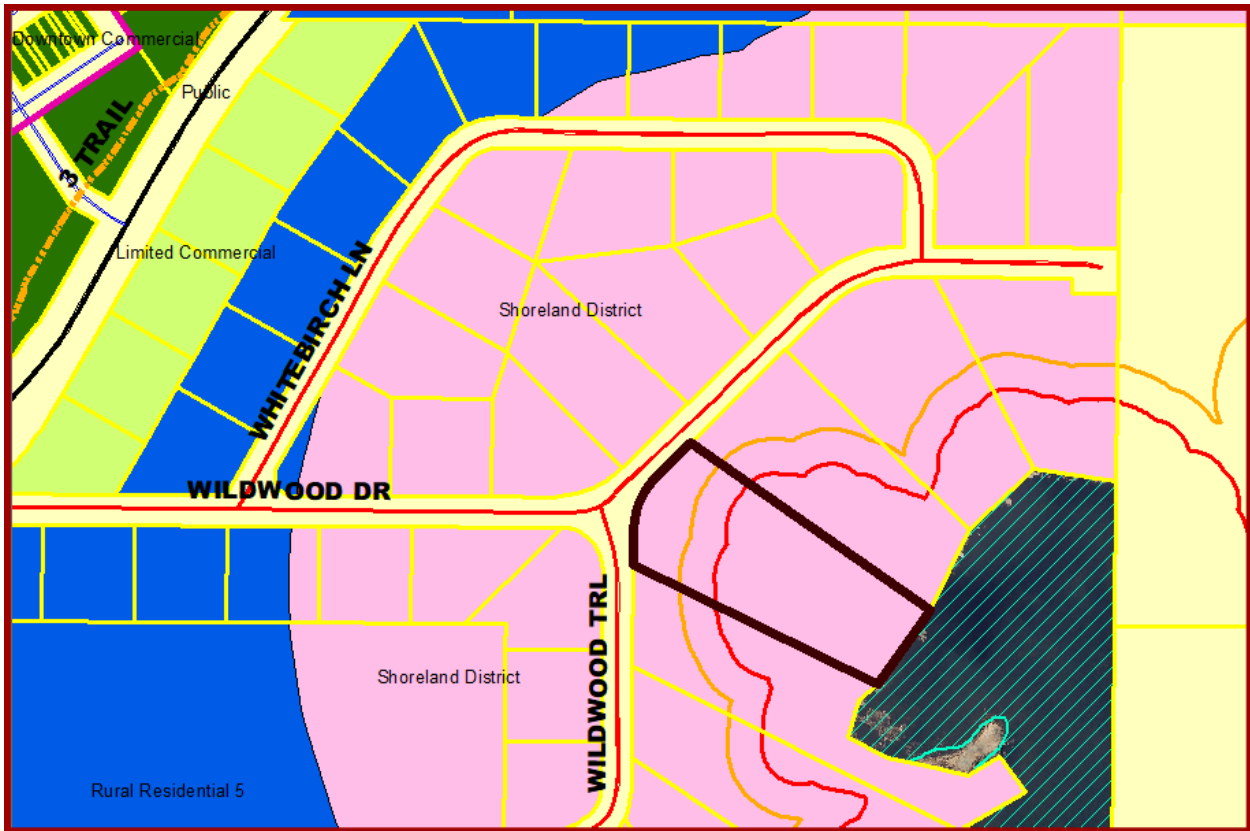 Downtown Commercial
Public
3 TRAIL
Limited Commercial
WHITEBIRCH LN
Shoreland District
WILDWOOD DR
WILDWOOD TRL
Shoreland District
Rural Residential 5